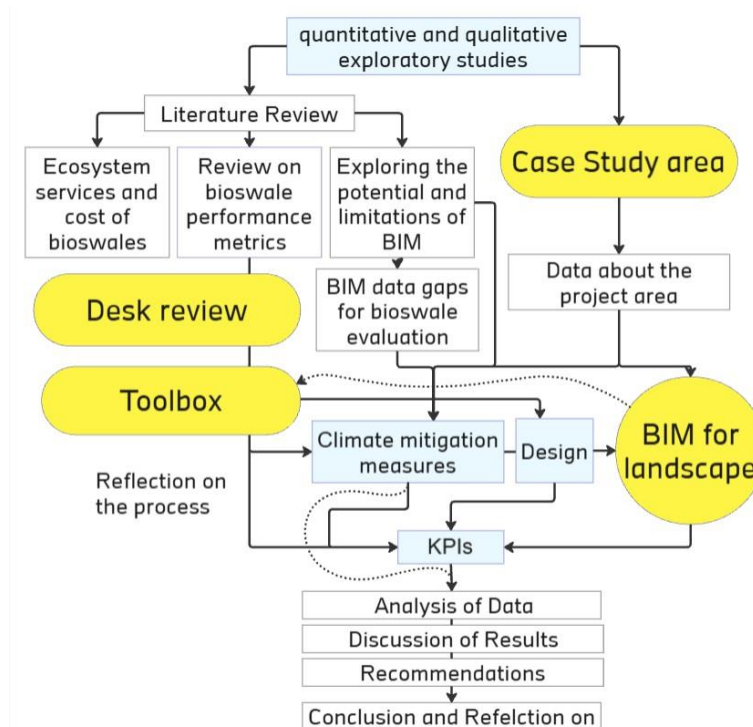 quantitative and qualitative
exploratory studies
Literature Review
Case Study area
Ecosystem
services and
cost of
bioswales
Review on
bioswale
performance
metrics
Exploring the
potential and
limitations of
BIM
Data about the
project area
BIM data gaps
for bioswale
evaluation
Desk review
Toolbox
BIM for
landscape
Climate mitigation
measures
Design
Reflection on
the process
KPIs
Analysis of Data
Discussion of Results
Recommendations
Conclusion and Refelction on